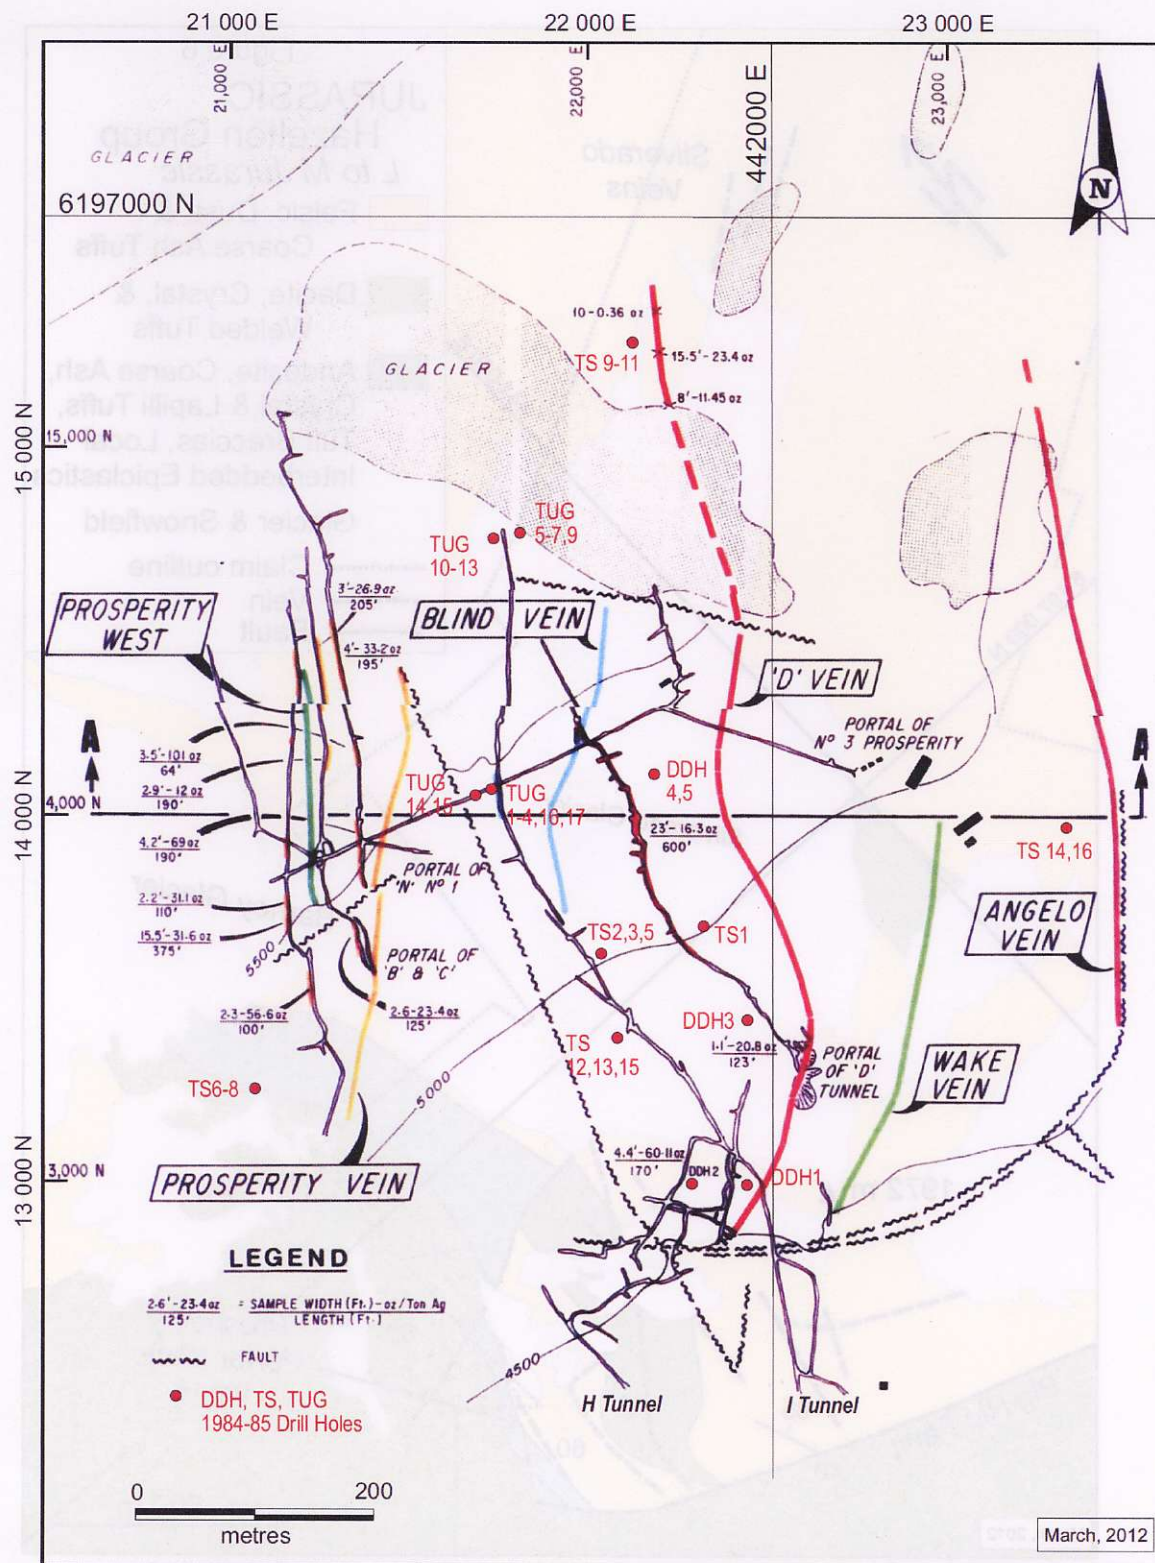 21 000 E
22 000 E
23 000 E
21,000 E
22,000 E
442000 E
23,000 E
GLACIER
6197000 N
N
10-0.36 oz
TS 9-11
15.5'-23.4 oz
GLACIER
8'-11.45 oz
15 000 N
15,000 N
TUG
5-7,9
TUG
10-13
3'-26.9 oz
205'
PROSPERITY
WEST
BLIND VEIN
4'-33.2 oz
195'
'D' VEIN
PORTAL OF
Nº 3 PROSPERITY
A
A
3.5'-101 oz
64'
2.9'-12 oz
190'
TUG
14,15
TUG
1-4,16,17
DDH
4,5
14 000 N
4,000 N
4.2'-69 oz
190'
23'-16.3 oz
600'
TS 14,16
PORTAL OF
'N' Nº 1
2.2'-31.1 oz
110'
15.5'-31.6 oz
375'
5500
ANGELO
VEIN
TS2,3,5
TS1
PORTAL OF
'B' & 'C'
2.3-56.6 oz
100'
2.6-23.4 oz
125'
DDH3
1.1'-20.8 oz
123'
TS
12,13,15
PORTAL
OF 'D'
TUNNEL
WAKE
VEIN
TS6-8
5000
13 000 N
3,000 N
PROSPERITY VEIN
4.4'-60.11 oz
170'
DDH 2
DDH1
LEGEND
2.6'-23.4 oz = SAMPLE WIDTH (Ft.)-oz/Ton Ag
125' LENGTH (Ft.)
FAULT
DDH, TS, TUG
1984-85 Drill Holes
4500
H Tunnel
I Tunnel
0 200
metres
March, 2012